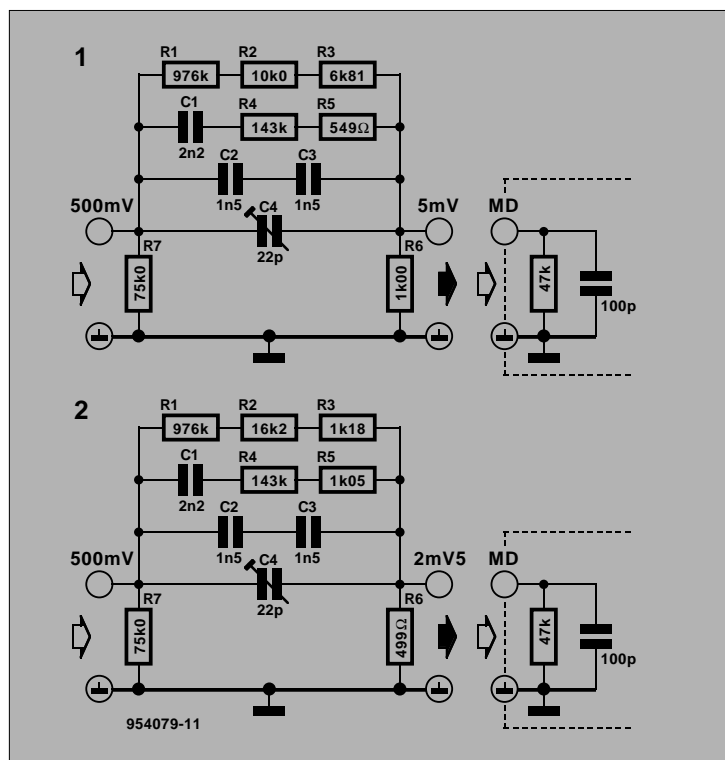 1
R1 R2 R3
976k 10k0 6k81
C1 R4 R5
143k 549Ω
2n2
C2 C3
1n5 1n5
500mV C4 5mV MD
R7 R6
22p
75k0 1k00 47k
100p
2
R1 R2 R3
976k 16k2 1k18
C1 R4 R5
143k 1k05
2n2
C2 C3
1n5 1n5
500mV C4 2mV5 MD
R7 R6
22p
75k0 499Ω 47k
100p
954079-11